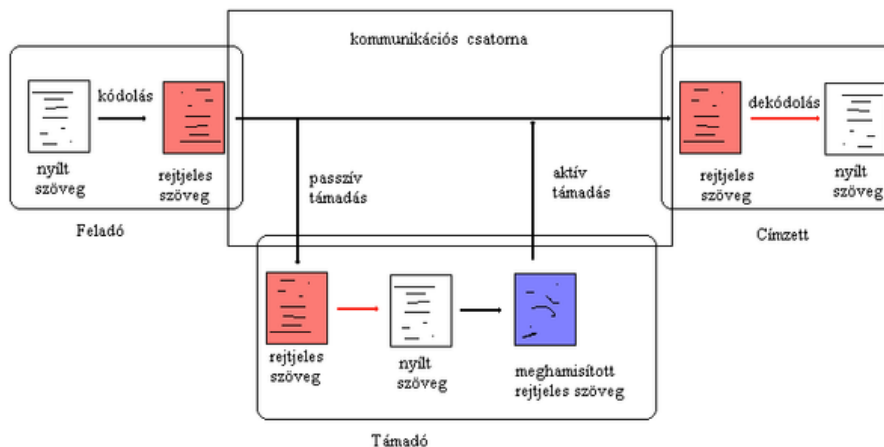 kommunikációs csatorna
kódolás
nyílt
szöveg
rejtjeles
szöveg
Feladó
passzív
támadás
aktív
támadás
dekódolás
rejtjeles
szöveg
nyílt
szöveg
Címzett
rejtjeles
szöveg
nyílt
szöveg
meghamisított
rejtjeles szöveg
Támadó